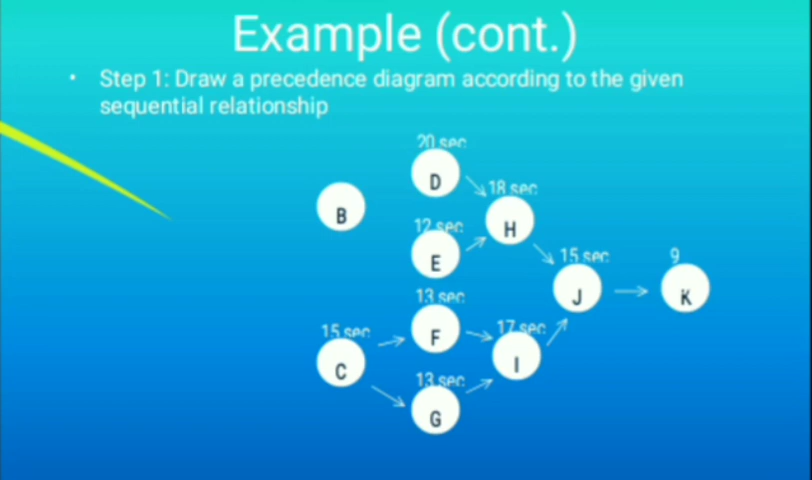 Example (cont.)
• Step 1: Draw a precedence diagram according to the given
sequential relationship
20 sec
D
18 sec
B
H
12 sec
E
15 sec
9
J
K
13 sec
F
15 sec
17 sec
C
I
13 sec
G